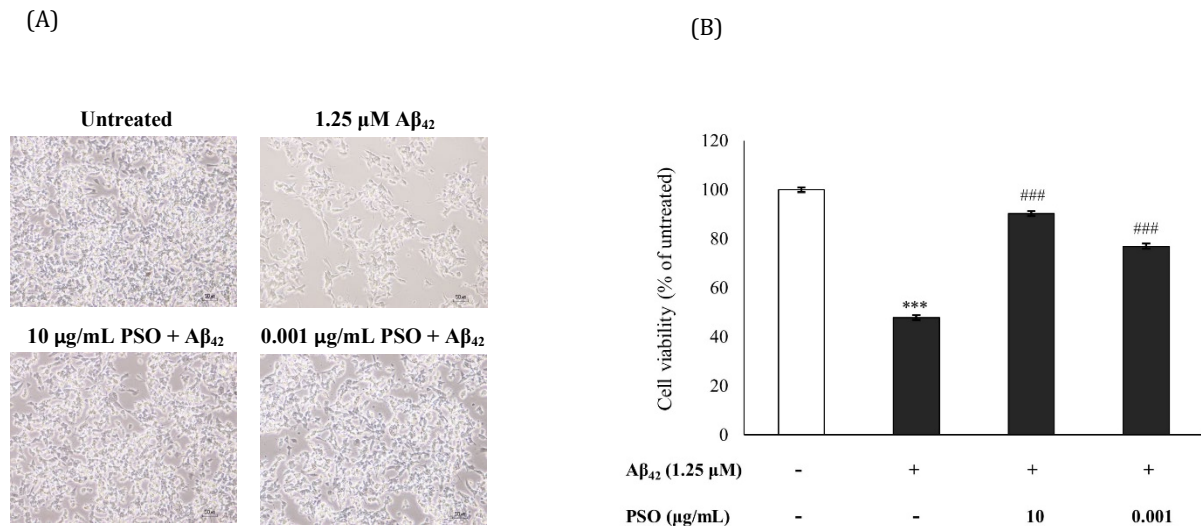 (A)
Untreated
1.25 μM Aβ₄₂
10 μg/mL PSO + Aβ₄₂
0.001 μg/mL PSO + Aβ₄₂
(B)
Cell viability (% of untreated)
120
100
80
60
40
20
0
***
###
###
Aβ₄₂ (1.25 μM) - + + +
PSO (μg/mL) - - 10 0.001